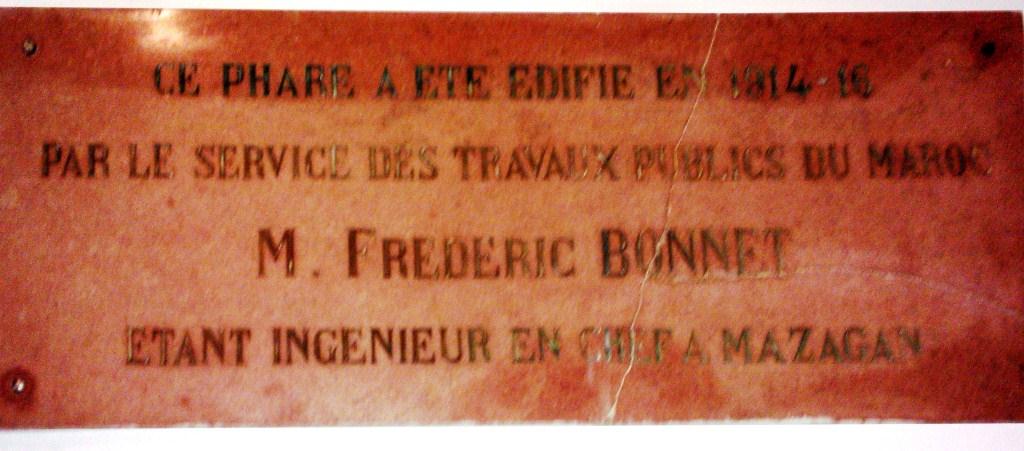 CE PHARE A ETE EDIFIE EN 1914-16
PAR LE SERVICE DES TRAVAUX PUBLICS DU MAROC
M. FREDERIC BONNET
ETANT INGENIEUR EN CHEF A MAZAGAN